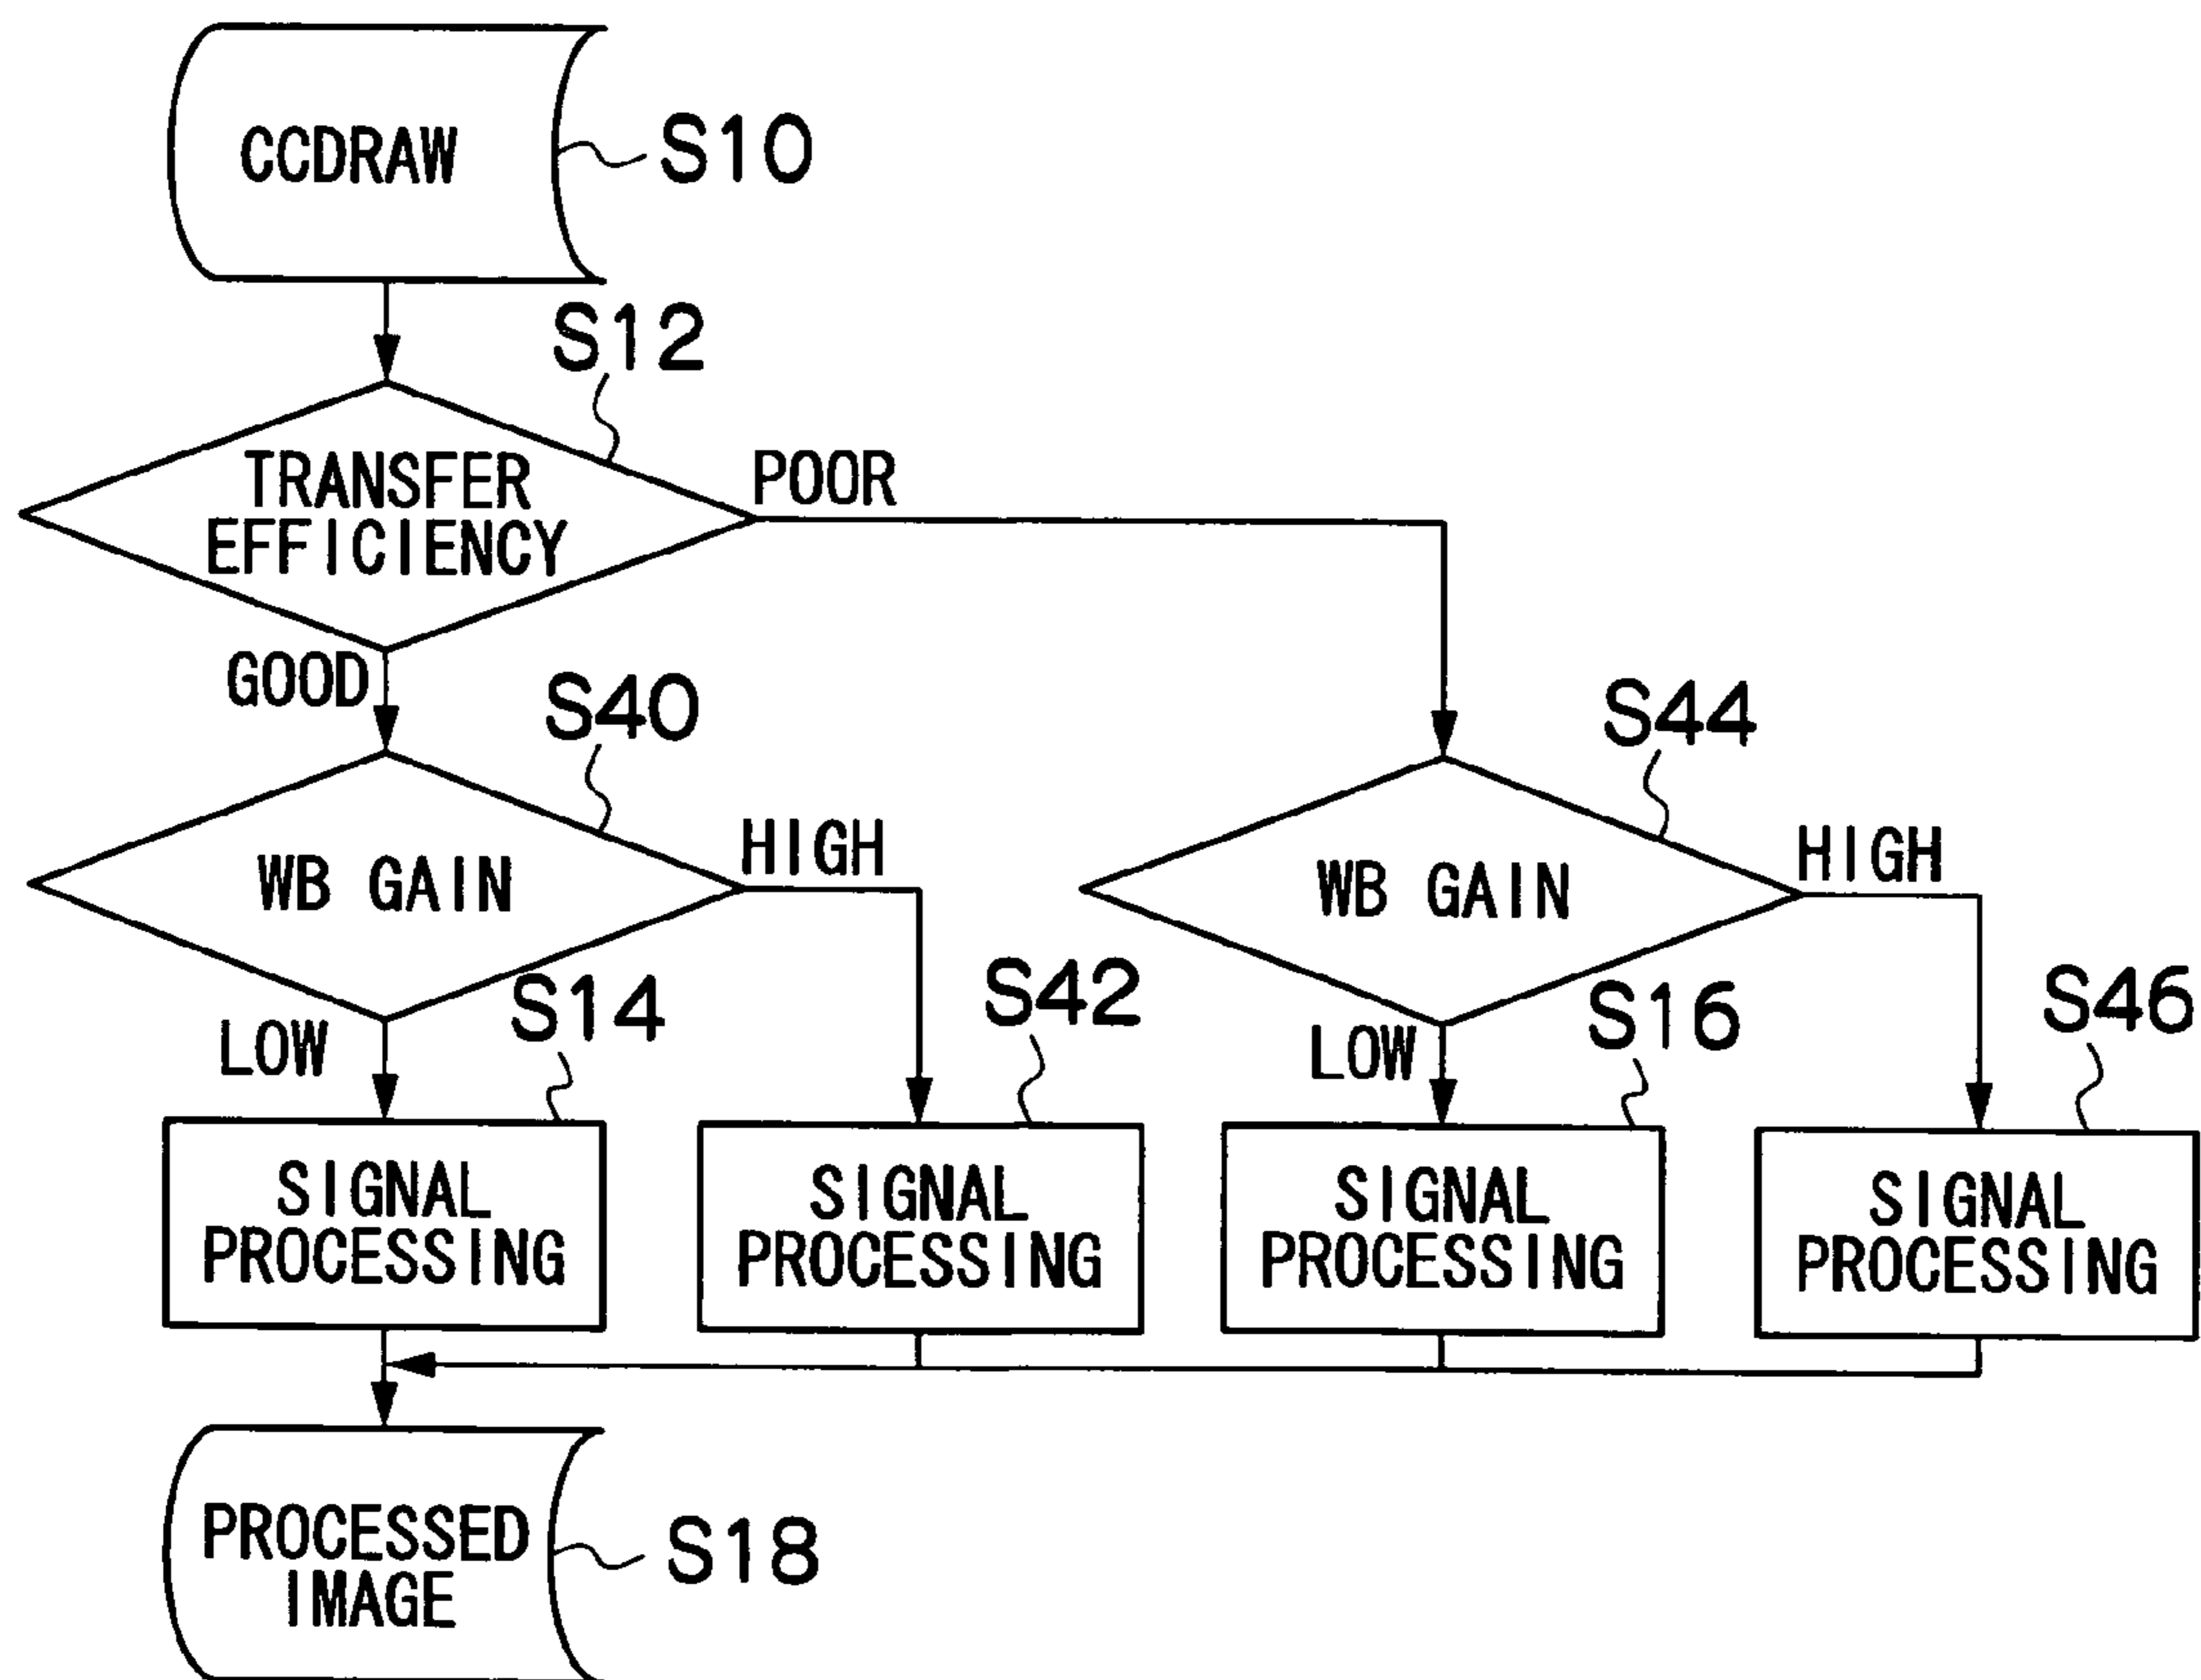 CCDRAW
S10
S12
TRANSFER
EFFICIENCY
POOR
GOOD
S40
S44
WB GAIN
HIGH
WB GAIN
HIGH
LOW
S14
S42
LOW
S16
S46
SIGNAL
PROCESSING
SIGNAL
PROCESSING
SIGNAL
PROCESSING
SIGNAL
PROCESSING
PROCESSED
IMAGE
S18